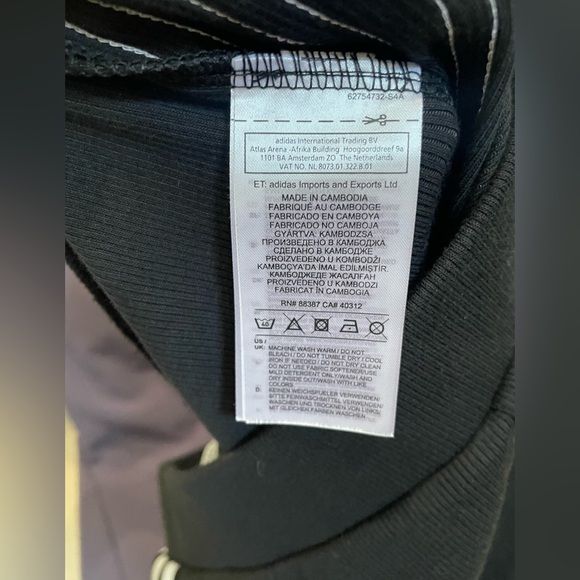 62754732-S4A
adidas International Trading BV
Atlas Arena -Afrika Building Hoogoorddreef 9a
1101 BA Amsterdam ZO The Netherlands
VAT NO. NL 8073.01.322.B.01
ET: adidas Imports and Exports Ltd
MADE IN CAMBODIA
FABRIQUÉ AU CAMBODGE
FABRICADO EN CAMBOYA
FABRICADO NO CAMBOJA
GYÁRTVA: KAMBODZSA
ПРОИЗВЕДЕНО В КАМБОДЖА
СДЕЛАНО В КАМБОДЖЕ
PROIZVEDENO U KOMBODŽI
KAMBOÇYA'DA İMAL EDİLMİŞTİR.
КАМБОДЖЕДЕ ЖАСАЛҒАН
PROIZVEDENO U KAMBODŽI
FABRICAT ÎN CAMBOGIA
RN# 88387 CA# 40312
40
US /
UK: MACHINE WASH WARM / DO NOT
BLEACH / DO NOT TUMBLE DRY / COOL
IRON IF NEEDED / DO NOT DRY CLEAN
DO NOT USE FABRIC SOFTENER/USE
MILD DETERGENT ONLY/WASH AND
DRY INSIDE OUT/WASH WITH LIKE
COLORS
D: KEINEN WEICHSPUELER VERWENDEN/
BITTE FEINWASCHMITTEL VERWENDEN/
WASCHEN UND TROCKNEN VON LINKS/
MIT GLEICHER FARBEN WASCHEN